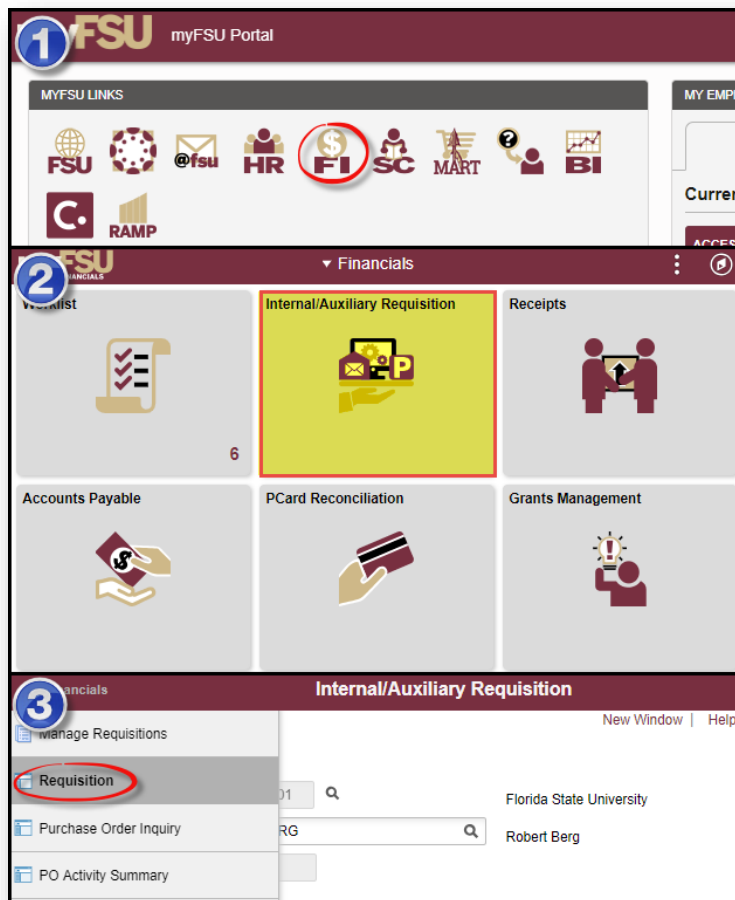 1
FSU
myFSU Portal
MYFSU LINKS
MY EMP
FSU
@fsu
HR
$
FI
SC
MART
?
BI
C.
RAMP
Curren
ACCES
2
FSU
FINANCIALS
Financials
Worklist
6
Internal/Auxiliary Requisition
P
Receipts
Accounts Payable
$
PCard Reconciliation
Grants Management
!
3
ancials
Internal/Auxiliary Requisition
New Window | Help
Manage Requisitions
Requisition
01
Florida State University
Purchase Order Inquiry
RG
Robert Berg
PO Activity Summary